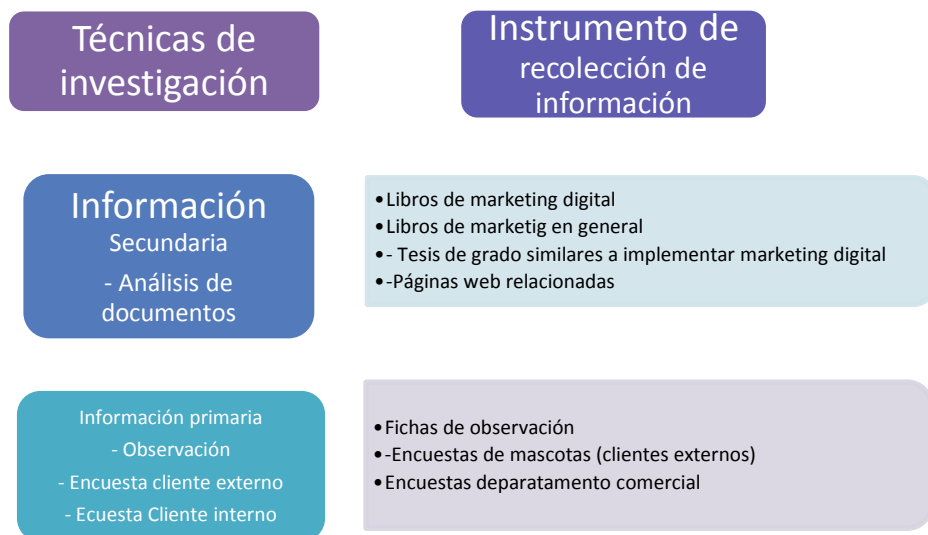 Técnicas de
investigación
Instrumento de
recolección de
información
Información
Secundaria
- Análisis de
documentos
•Libros de marketing digital
•Libros de marketig en general
•- Tesis de grado similares a implementar marketing digital
•-Páginas web relacionadas
Información primaria
- Observación
- Encuesta cliente externo
- Ecuesta Cliente interno
•Fichas de observación
•-Encuestas de mascotas (clientes externos)
•Encuestas deparatamento comercial